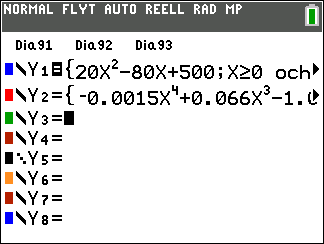 NORMAL FLYT AUTO REELL RAD MP
Dia91 Dia92 Dia93
\Y1={20X²-80X+500;X≥0 och
\Y2={-0.0015X⁴+0.066X³-1.0
\Y3=
\Y4=
\Y5=
\Y6=
\Y7=
\Y8=